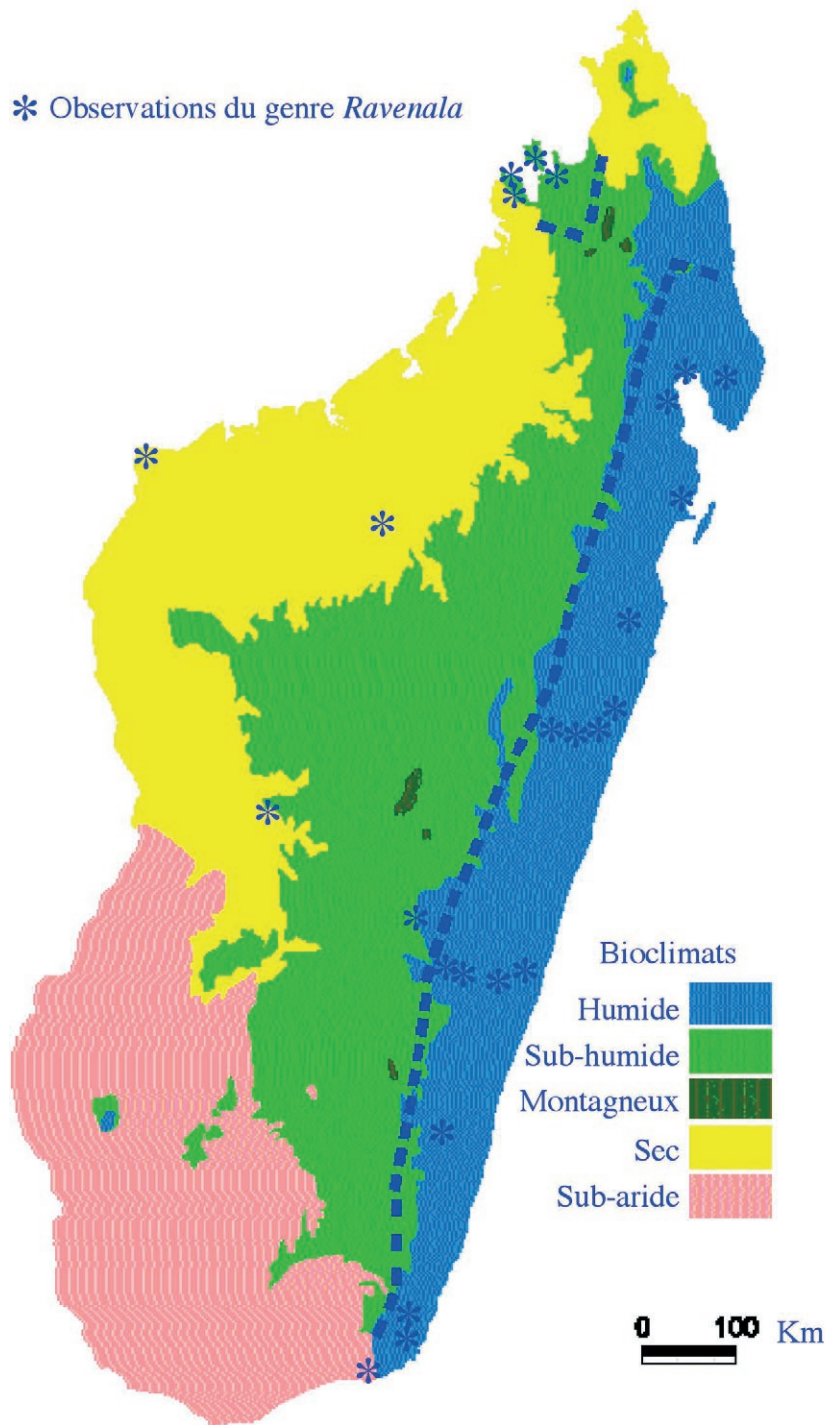 * Observations du genre Ravenala
Bioclimats
Humide
Sub-humide
Montagneux
Sec
Sub-aride
0 100 Km